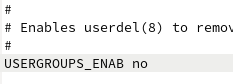 #
# Enables userdel(8) to remov
#
USERGROUPS_ENAB no